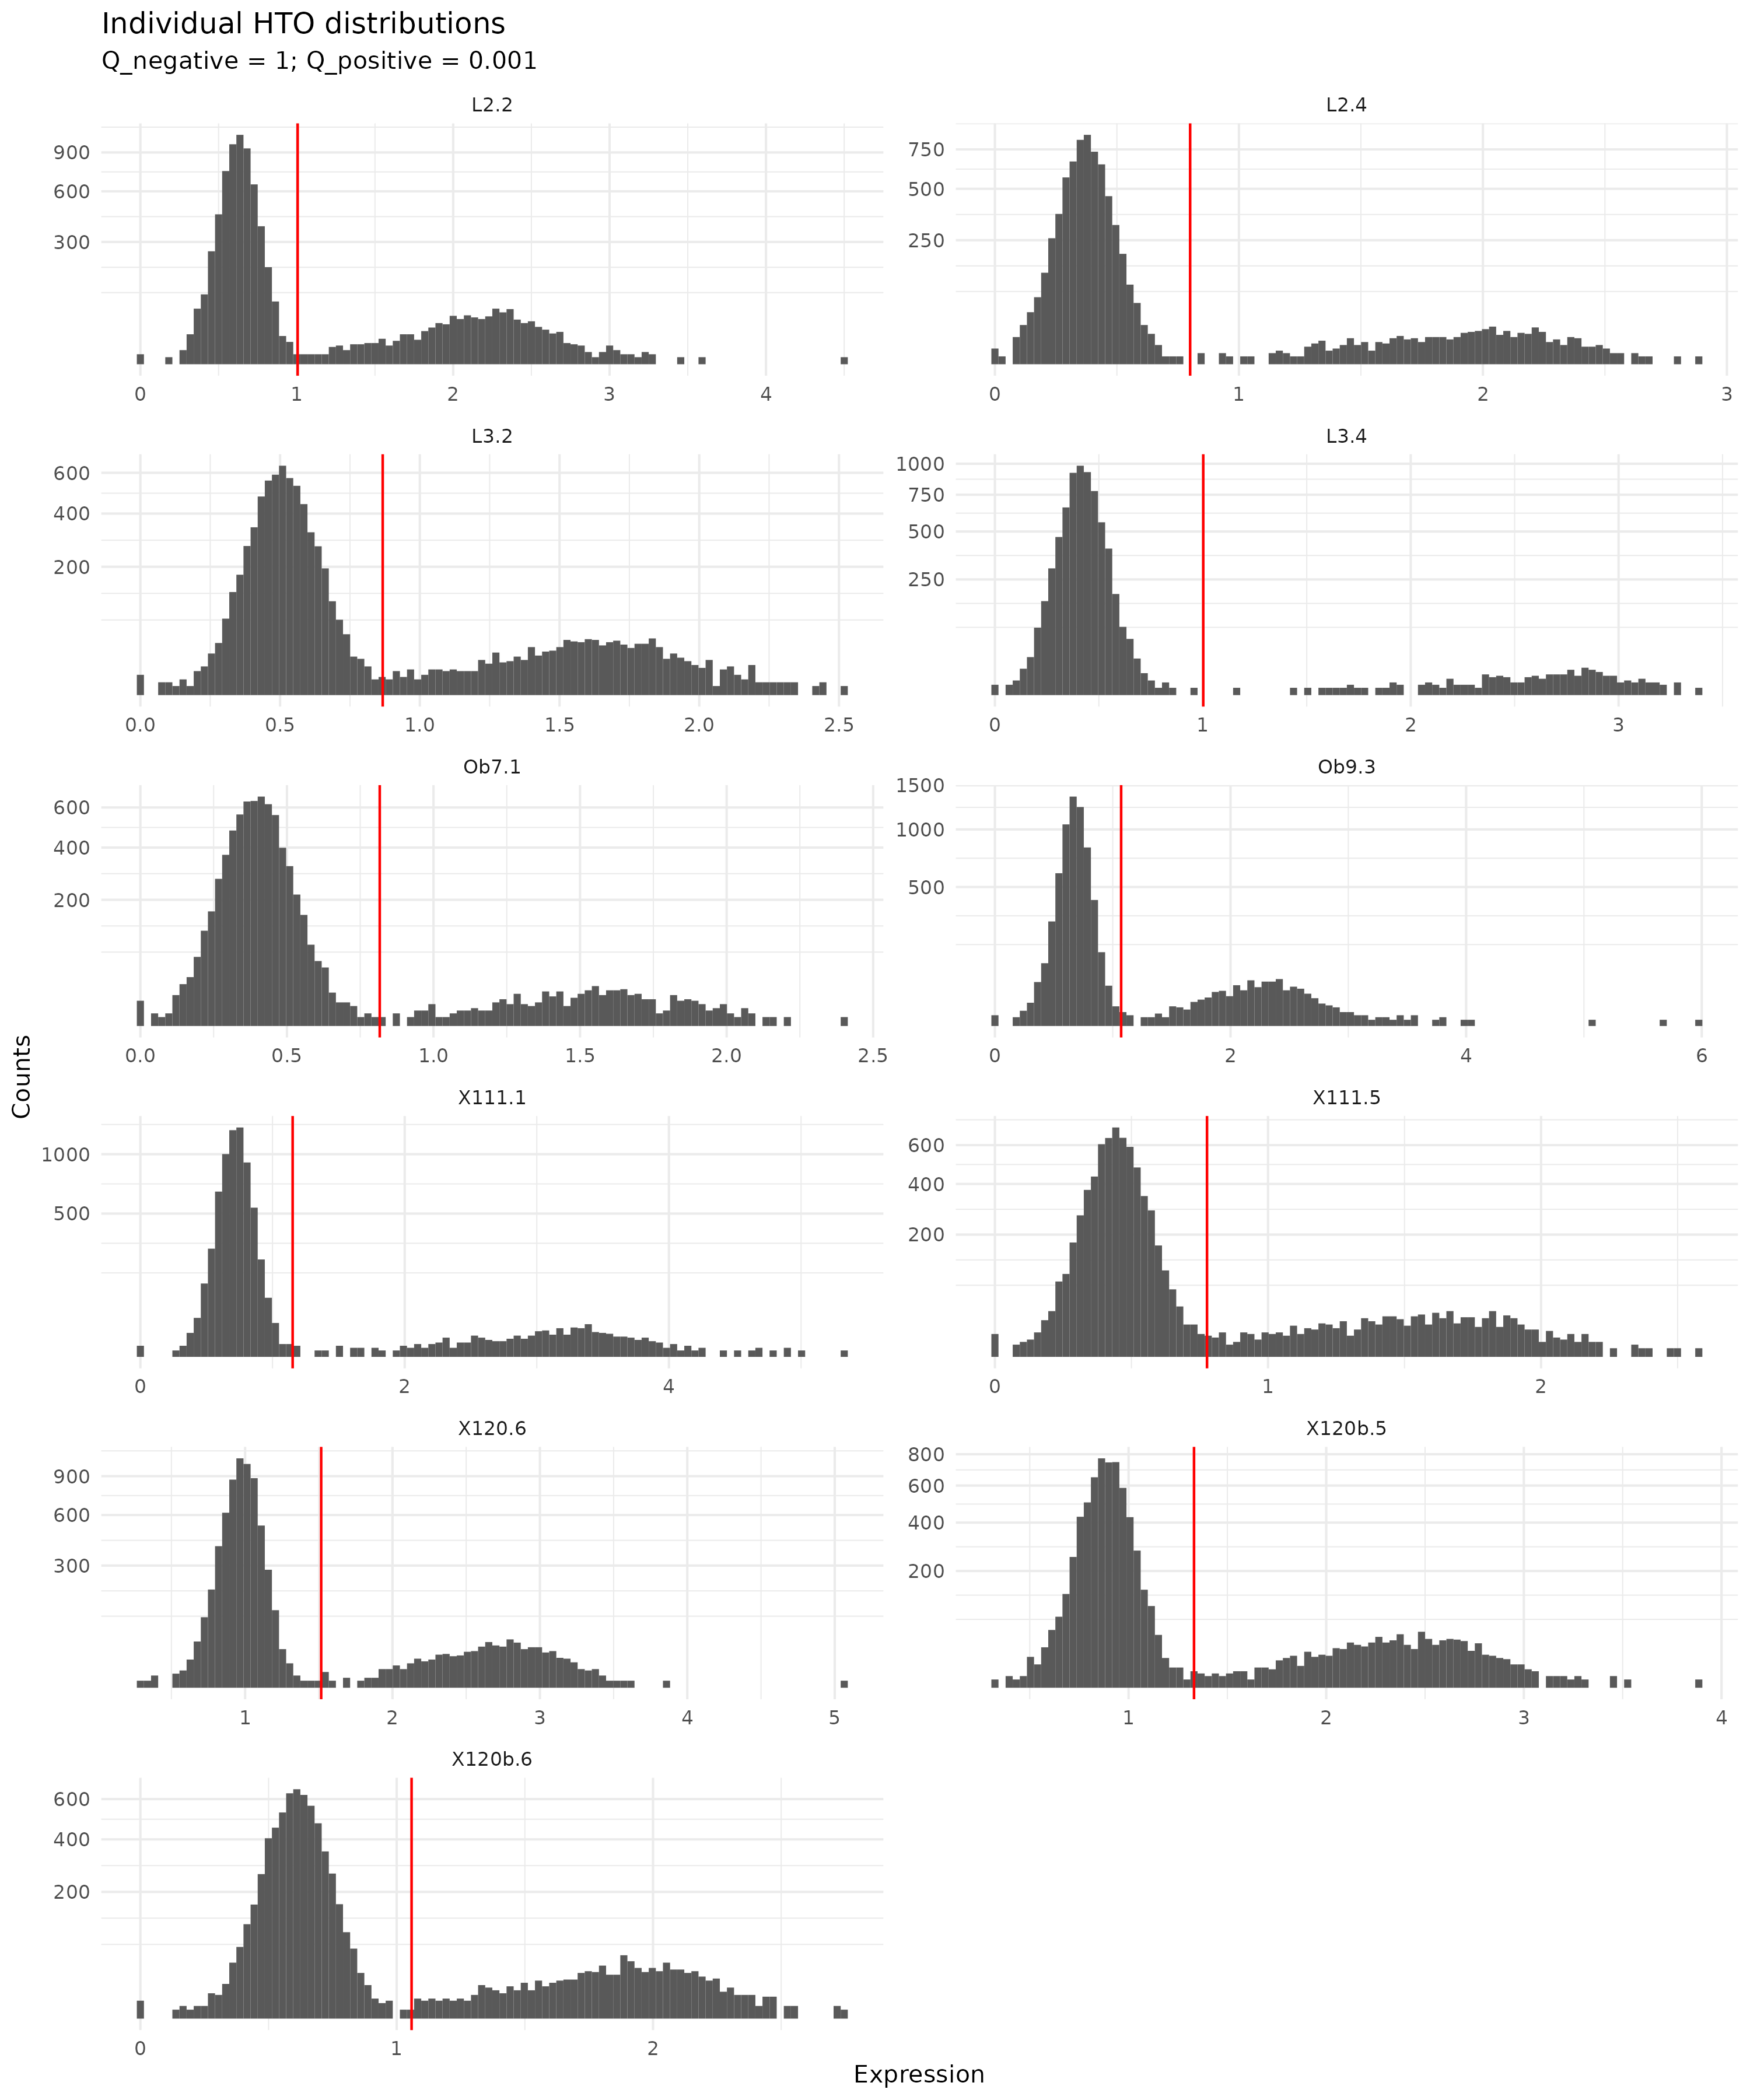 Individual HTO distributions
Q_negative = 1; Q_positive = 0.001
L2.2
900
600
300
0 1 2 3 4
L2.4
750
500
250
0 1 2 3
L3.2
600
400
200
0.0 0.5 1.0 1.5 2.0 2.5
L3.4
1000
750
500
250
0 1 2 3
Ob7.1
600
400
200
0.0 0.5 1.0 1.5 2.0 2.5
Ob9.3
1500
1000
500
0 2 4 6
X111.1
1000
500
0 2 4
X111.5
600
400
200
0 1 2
X120.6
900
600
300
1 2 3 4 5
X120b.5
800
600
400
200
1 2 3 4
X120b.6
600
400
200
0 1 2
Counts
Expression